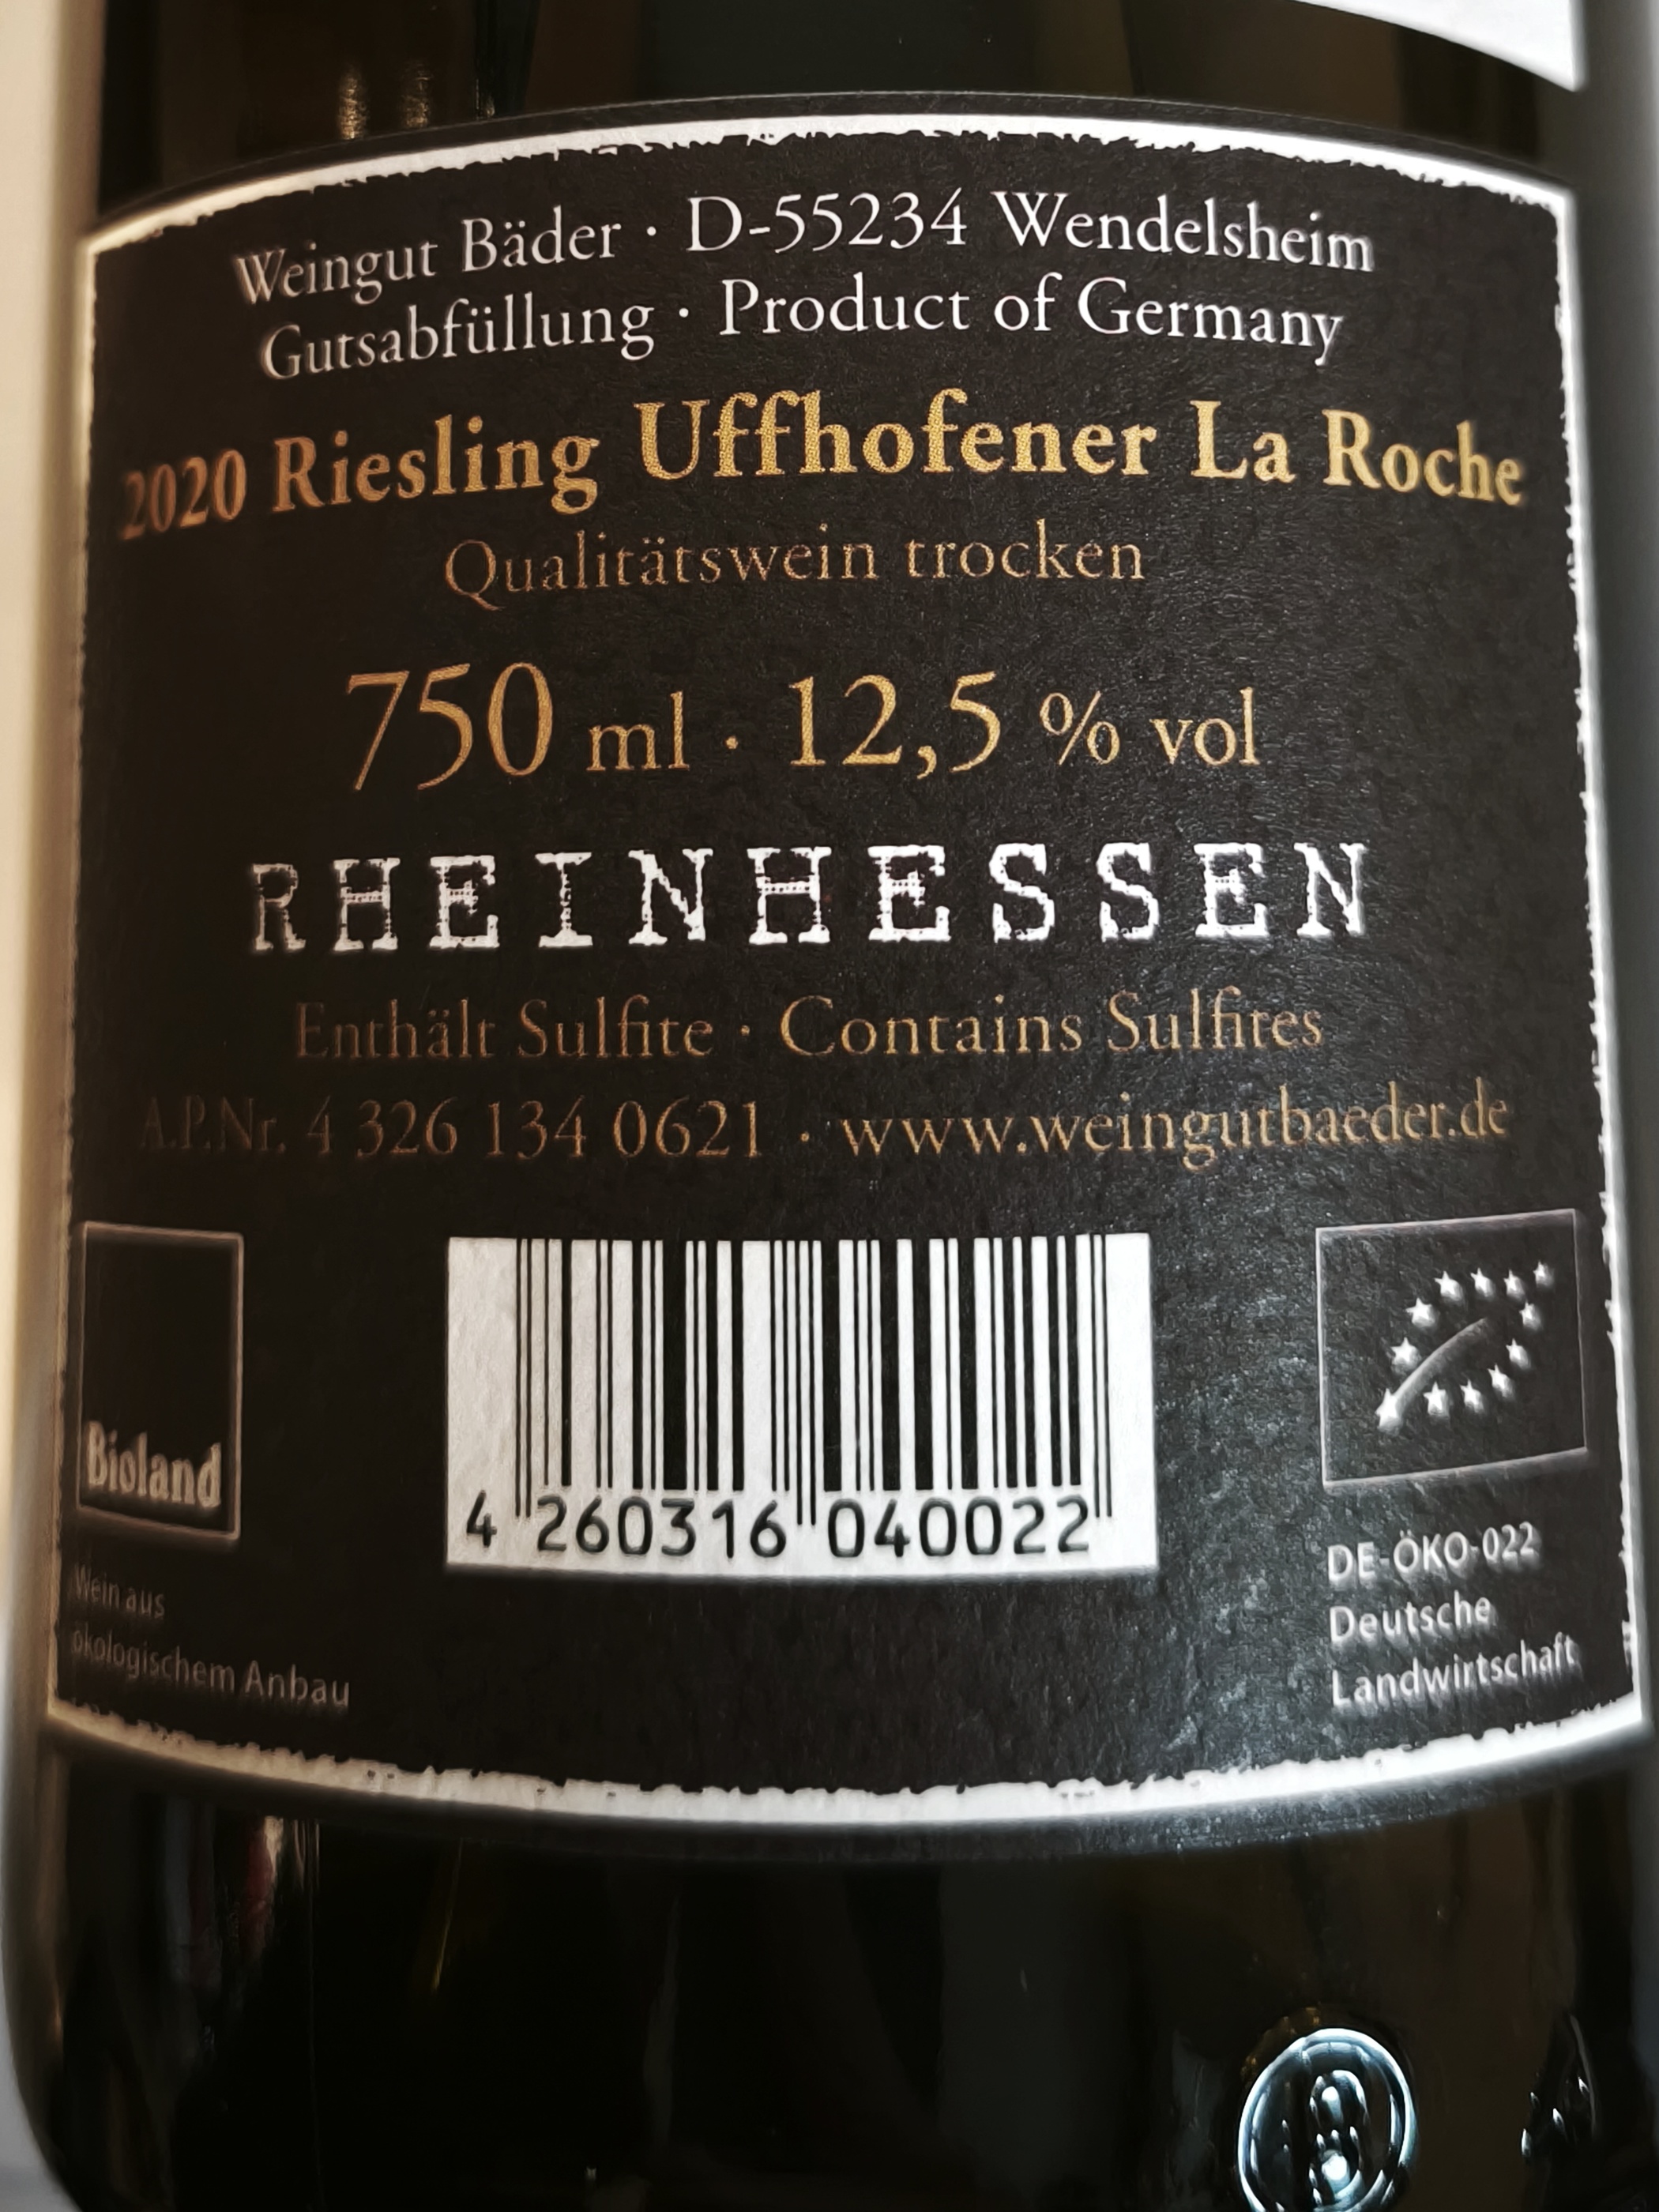 Weingut Bäder · D-55234 Wendelsheim
Gutsabfüllung · Product of Germany
2020 Riesling Uffhofener La Roche
Qualitätswein trocken
750 ml · 12,5 % vol
RHEINHESSEN
Enthält Sulfite · Contains Sulfites
A.P.Nr. 4 326 134 0621 · www.weingutbaeder.de
Bioland
Wein aus
ökologischem Anbau
4 260316 040022
DE-ÖKO-022
Deutsche
Landwirtschaft